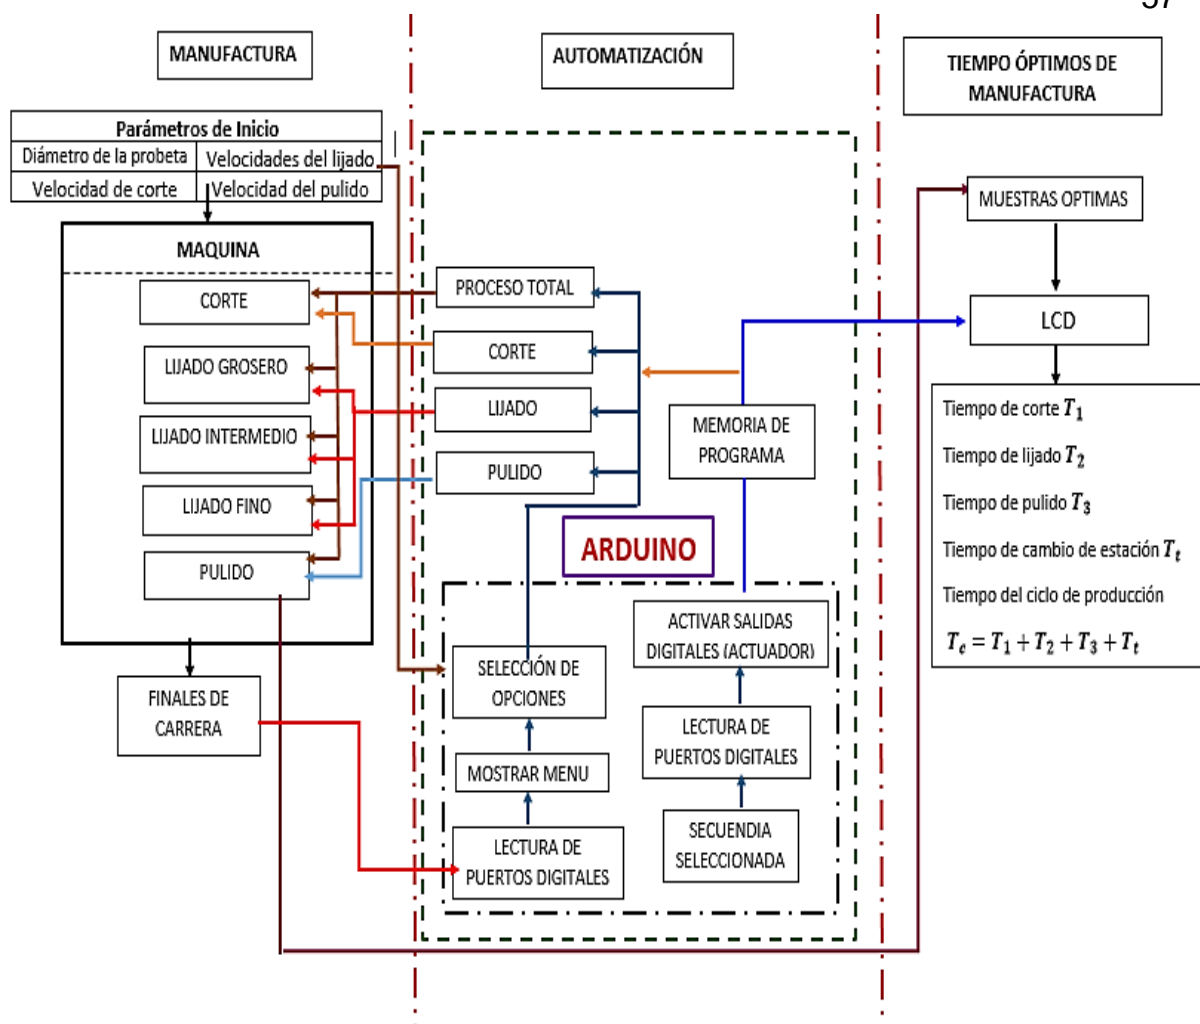 MANUFACTURA
Parámetros de Inicio
Diámetro de la probeta
Velocidades del lijado
Velocidad de corte
Velocidad del pulido
MAQUINA
CORTE
LIJADO GROSERO
LIJADO INTERMEDIO
LIJADO FINO
PULIDO
FINALES DE
CARRERA
AUTOMATIZACIÓN
PROCESO TOTAL
CORTE
LIJADO
PULIDO
MEMORIA DE
PROGRAMA
ARDUINO
SELECCIÓN DE
OPCIONES
MOSTRAR MENU
LECTURA DE
PUERTOS DIGITALES
ACTIVAR SALIDAS
DIGITALES (ACTUADOR)
LECTURA DE
PUERTOS DIGITALES
SECUENDIA
SELECCIONADA
TIEMPO ÓPTIMOS DE
MANUFACTURA
MUESTRAS OPTIMAS
LCD
Tiempo de corte T₁
Tiempo de lijado T₂
Tiempo de pulido T₃
Tiempo de cambio de estación Tₜ
Tiempo del ciclo de producción
T_c = T₁ + T₂ + T₃ + Tₜ